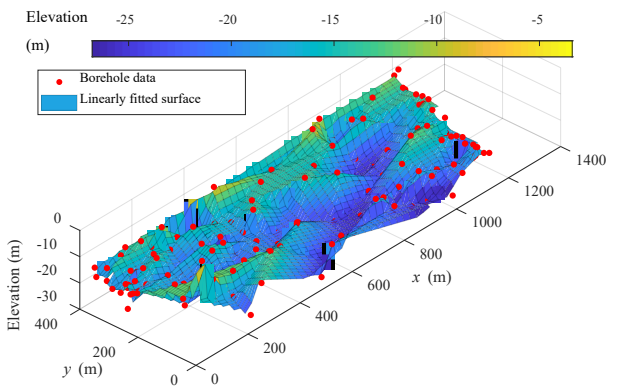 Elevation
(m)
-25 -20 -15 -10 -5
Borehole data
Linearly fitted surface
0
-10
-20
-30
Elevation (m)
400
200
0
y (m)
0
200
400
600
800
1000
1200
1400
x (m)